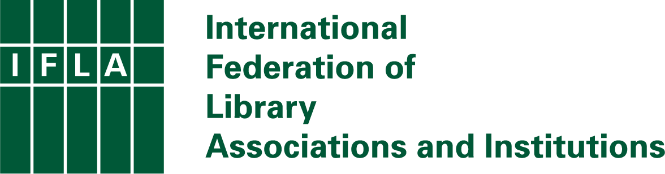 IFLA
International
Federation of
Library
Associations and Institutions